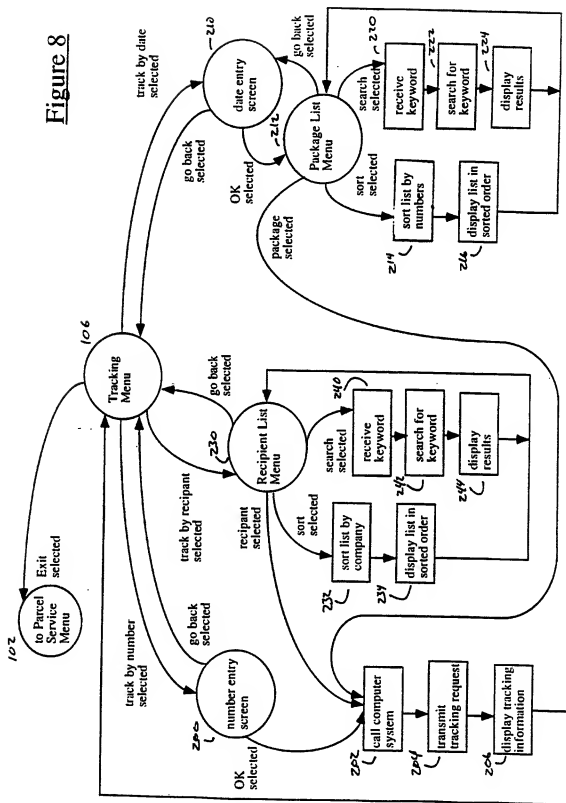 Figure 8
102
to Parcel
Service
Menu
Exit
selected
106
Tracking
Menu
track by number
selected
go back
selected
200
number entry
screen
OK
selected
202
call computer
system
204
transmit
tracking request
206
display tracking
information
track by recipant
selected
go back
selected
230
Recipient List
Menu
recipant
selected
sort
selected
search
selected
232
sort list by
company
234
display list in
sorted order
240
receive
keyword
242
search for
keyword
244
display
results
track by date
selected
go back
selected
210
date entry
screen
OK
selected
go back
selected
212
Package List
Menu
package
selected
sort
selected
search
selected
214
sort list by
numbers
216
display list in
sorted order
220
receive
keyword
222
search for
keyword
224
display
results